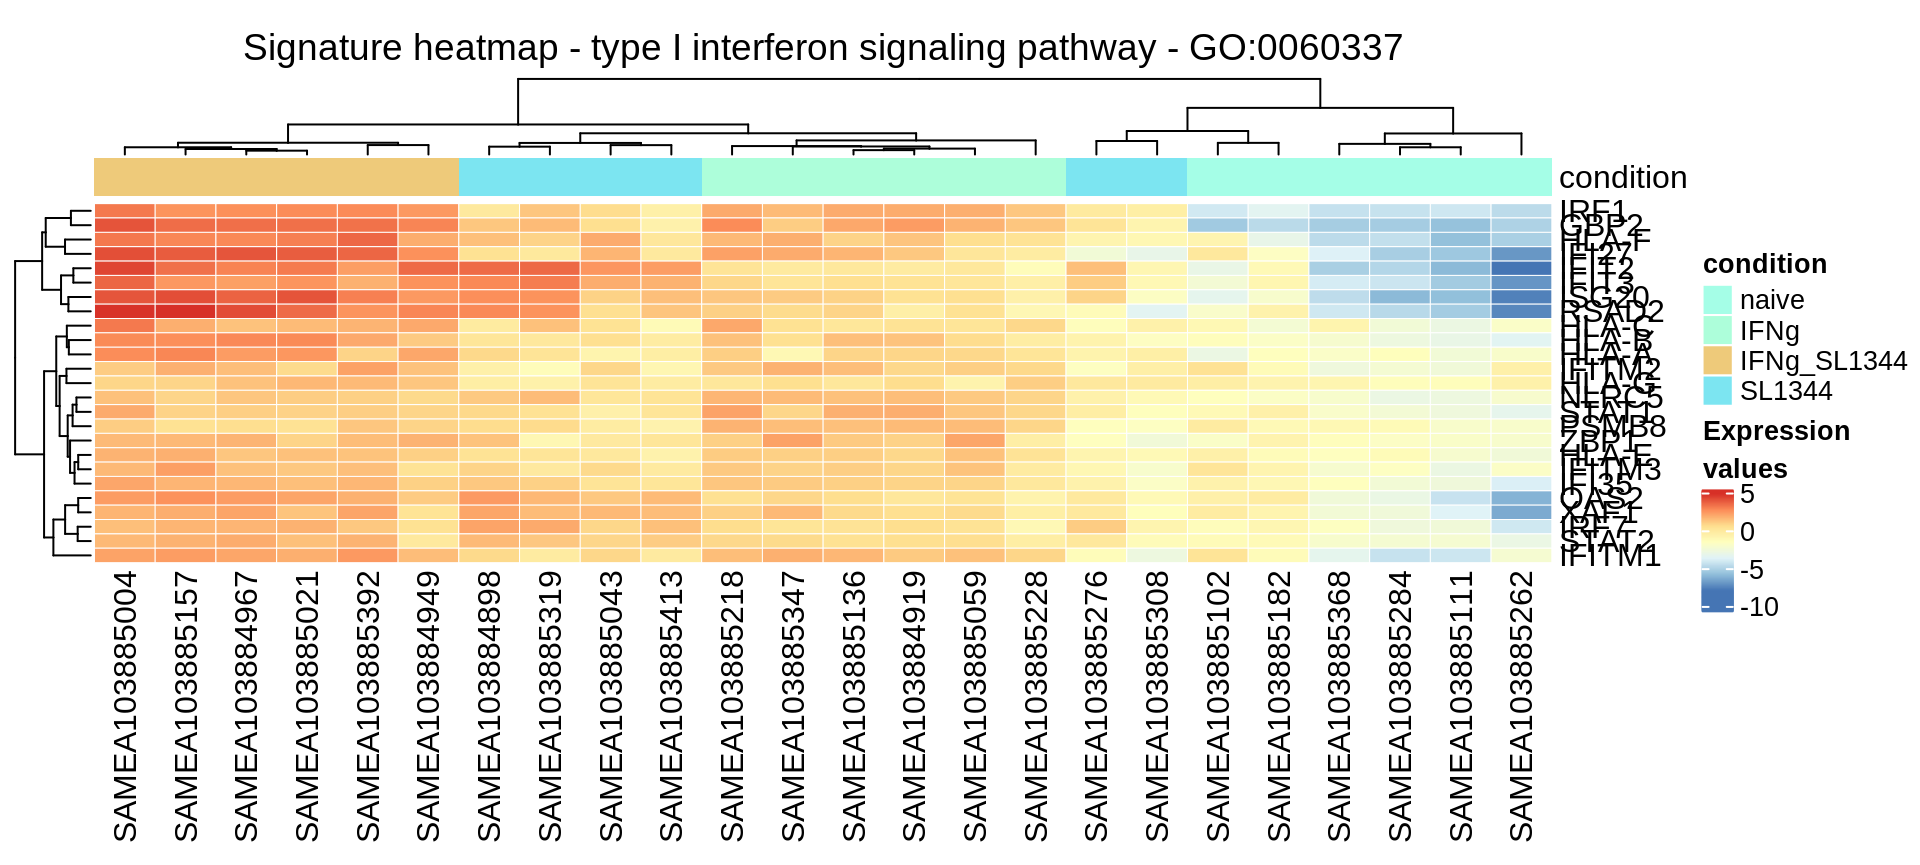 Signature heatmap - type I interferon signaling pathway - GO:0060337
condition
IRF1
GBP2
HLA-F
IFI27
IFIT2
IFIT3
ISG20
RSAD2
HLA-C
HLA-B
HLA-A
IFITM2
HLA-G
NLRC5
STAT1
PSMB8
ZBP1
HLA-E
IFITM3
IFI35
OAS2
XAF1
IRF7
STAT2
IFITM1
SAMEA103885004
SAMEA103885157
SAMEA103884967
SAMEA103885021
SAMEA103885392
SAMEA103884949
SAMEA103884898
SAMEA103885319
SAMEA103885043
SAMEA103885413
SAMEA103885218
SAMEA103885347
SAMEA103885136
SAMEA103884919
SAMEA103885059
SAMEA103885228
SAMEA103885276
SAMEA103885308
SAMEA103885102
SAMEA103885182
SAMEA103885368
SAMEA103885284
SAMEA103885111
SAMEA103885262
condition
naive
IFNg
IFNg_SL1344
SL1344
Expression
values
5
0
-5
-10